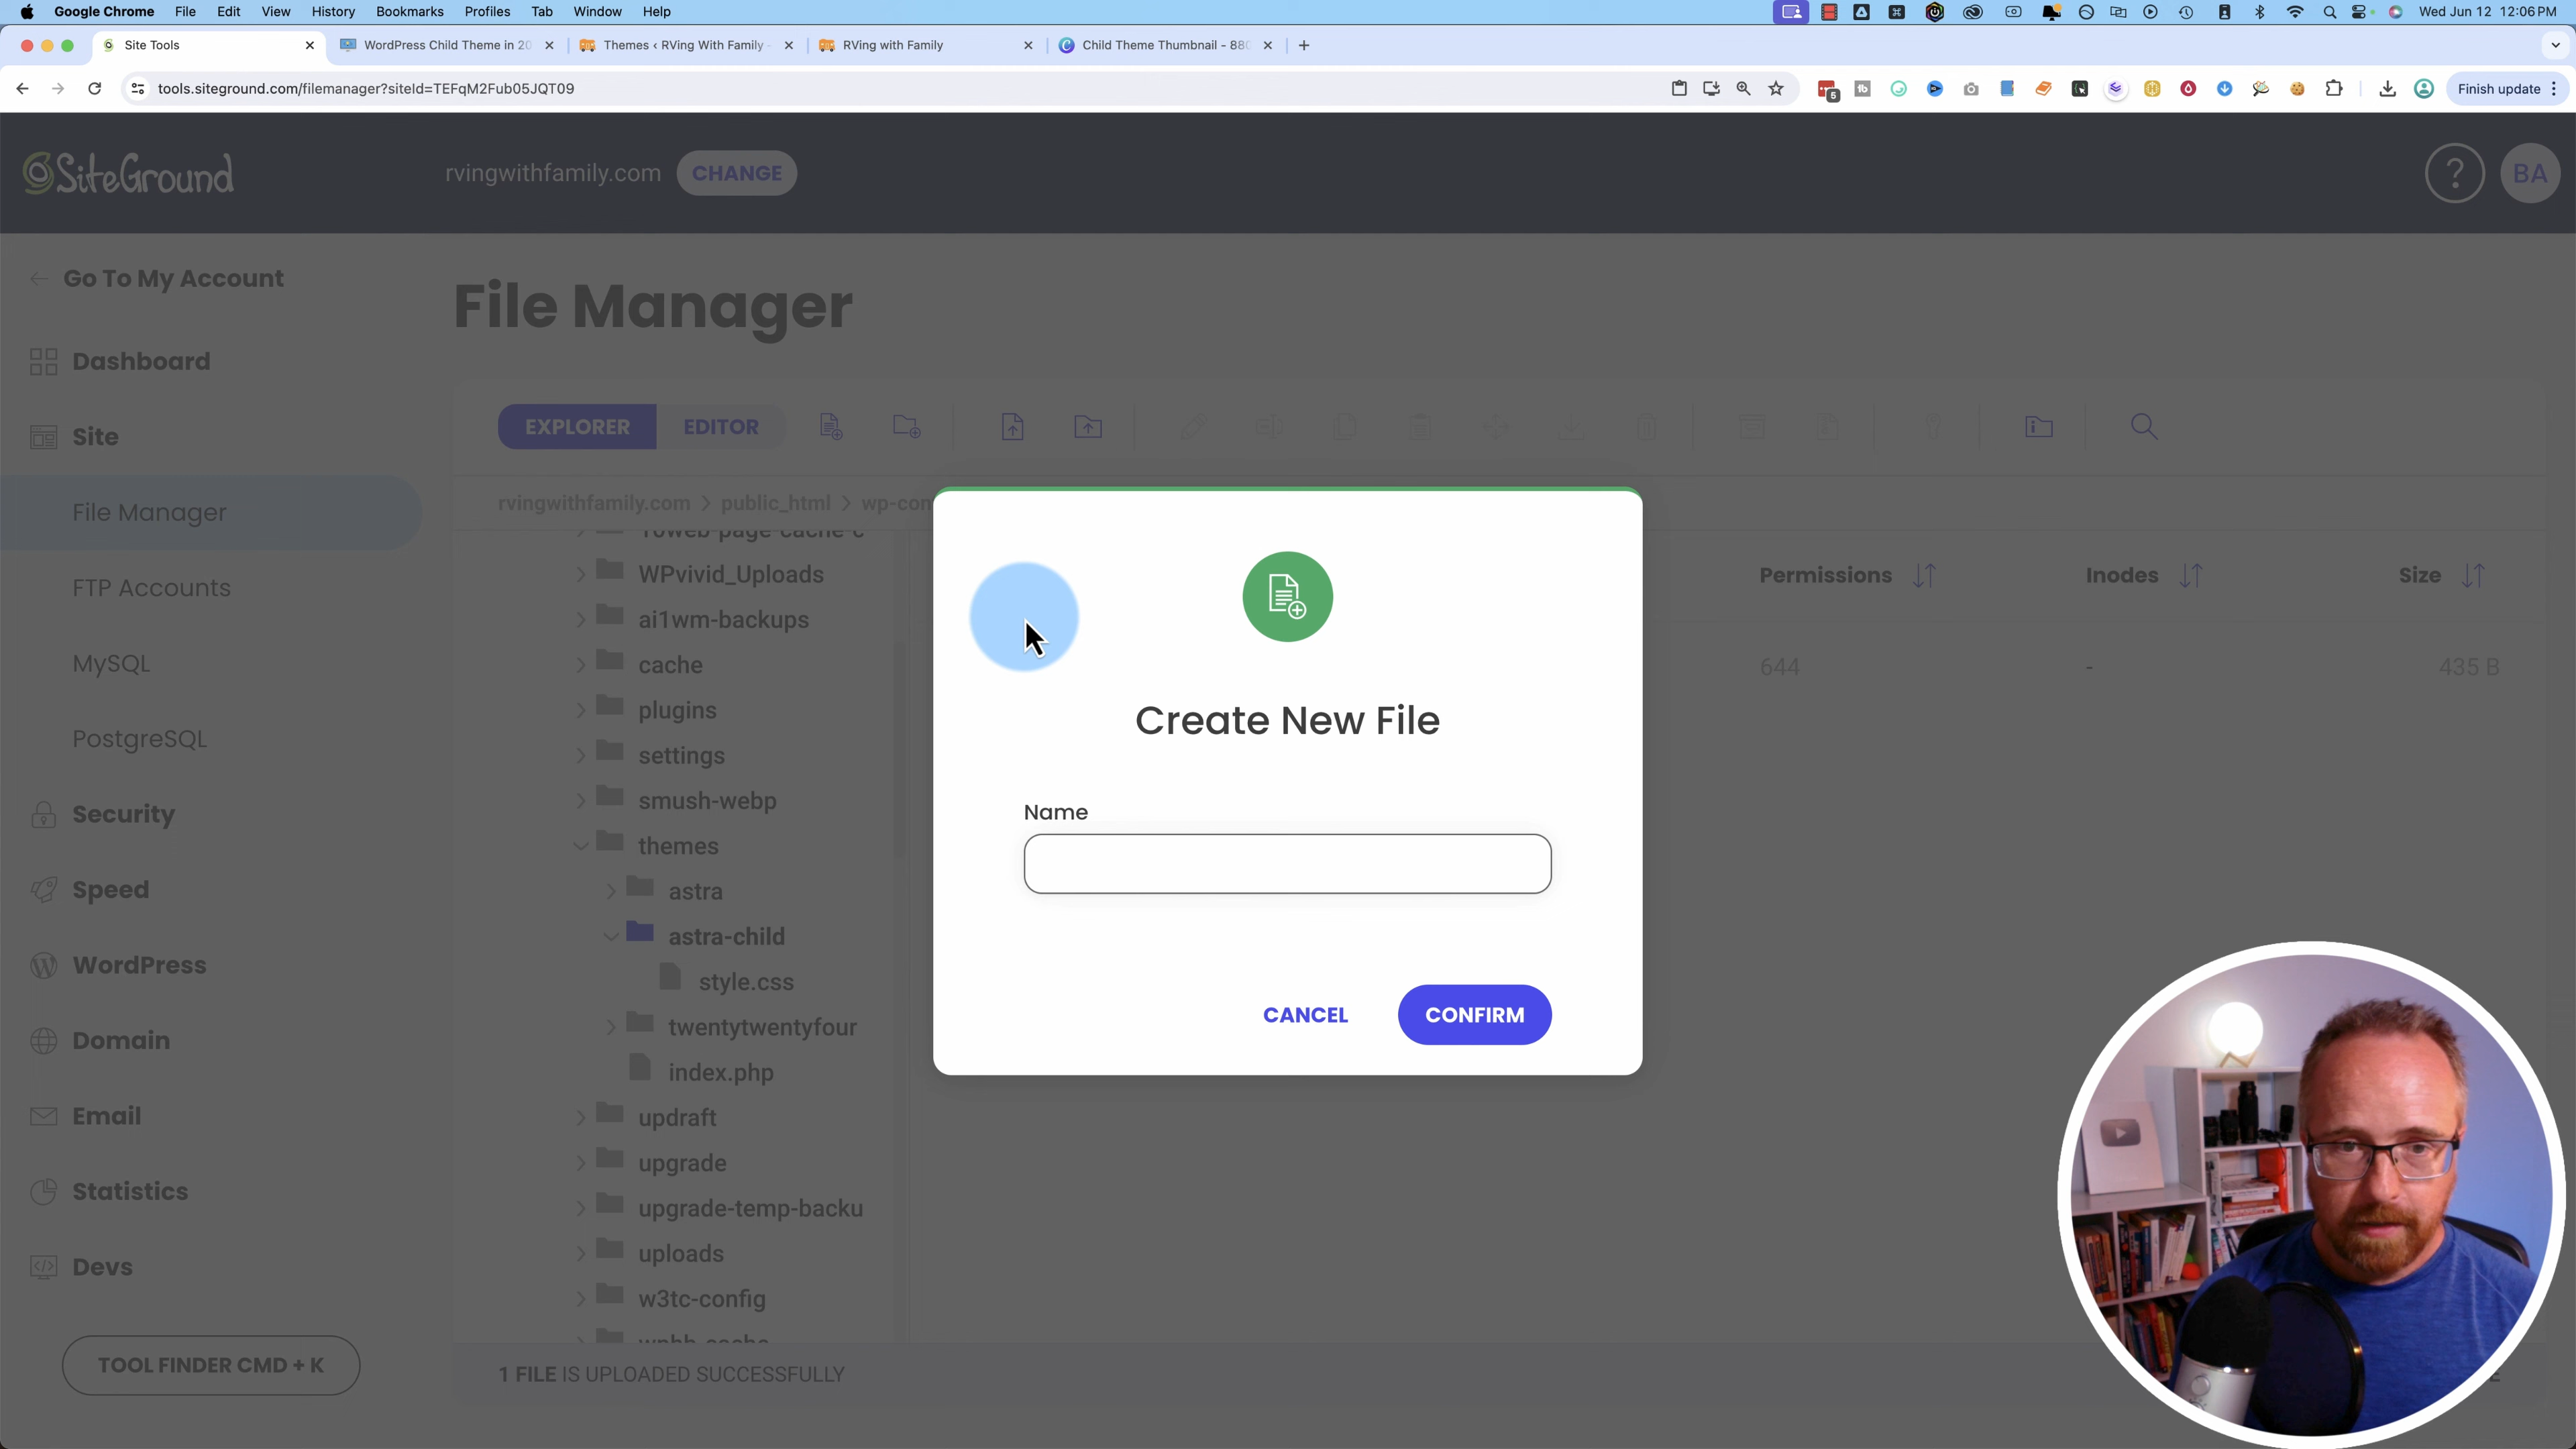 Google Chrome File Edit View History Bookmarks Profiles Tab Window Help Wed Jun 12 12:06 PM
Site Tools WordPress Child Theme in 20 Themes ‹ RVing With Family RVing with Family Child Theme Thumbnail - 880
tools.siteground.com/filemanager?siteId=TEFqM2Fub05JQT09 5 Finish update
SiteGround rvingwithfamily.com CHANGE ? BA
Go To My Account
File Manager
Dashboard
Site
EXPLORER EDITOR
File Manager
rvingwithfamily.com > public_html > wp-con
FTP Accounts
MySQL
PostgreSQL
Security
Speed
WordPress
Domain
Email
Statistics
Devs
TOOL FINDER CMD + K
10web-page-cache-c
WPvivid_Uploads
ai1wm-backups
cache
plugins
settings
smush-webp
themes
astra
astra-child
style.css
twentytwentyfour
index.php
updraft
upgrade
upgrade-temp-backu
uploads
w3tc-config
1 FILE IS UPLOADED SUCCESSFULLY
Permissions Inodes Size
644 - 435 B
Create New File
Name
CANCEL CONFIRM